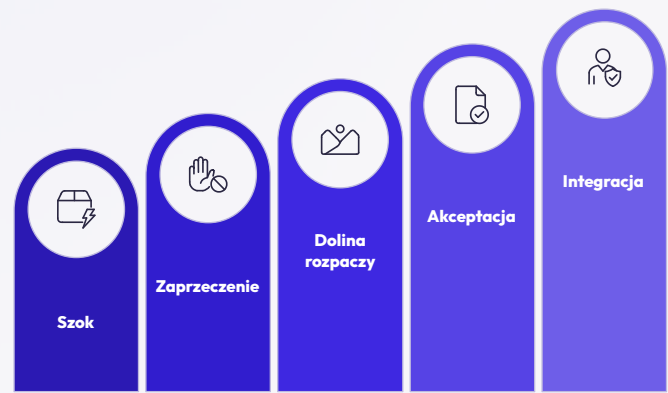 Szok
Zaprzeczenie
Dolina
rozpaczy
Akceptacja
Integracja